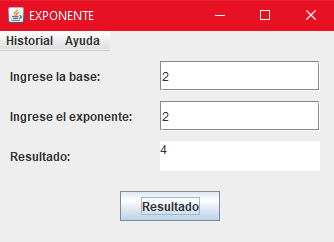 EXPONENTE
Historial Ayuda
Ingrese la base: 2
Ingrese el exponente: 2
Resultado: 4
Resultado